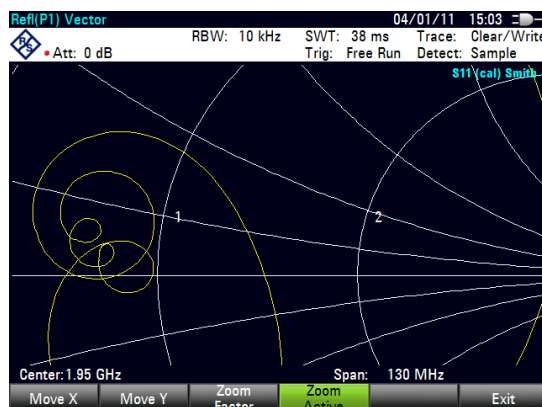 Refl(P1) Vector 04/01/11 15:03
RBW: 10 kHz SWT: 38 ms Trace: Clear/Write
Att: 0 dB Trig: Free Run Detect: Sample
S11 (cal) Smith
1
2
Center: 1.95 GHz Span: 130 MHz
Move X Move Y Zoom Factor Zoom Active Exit